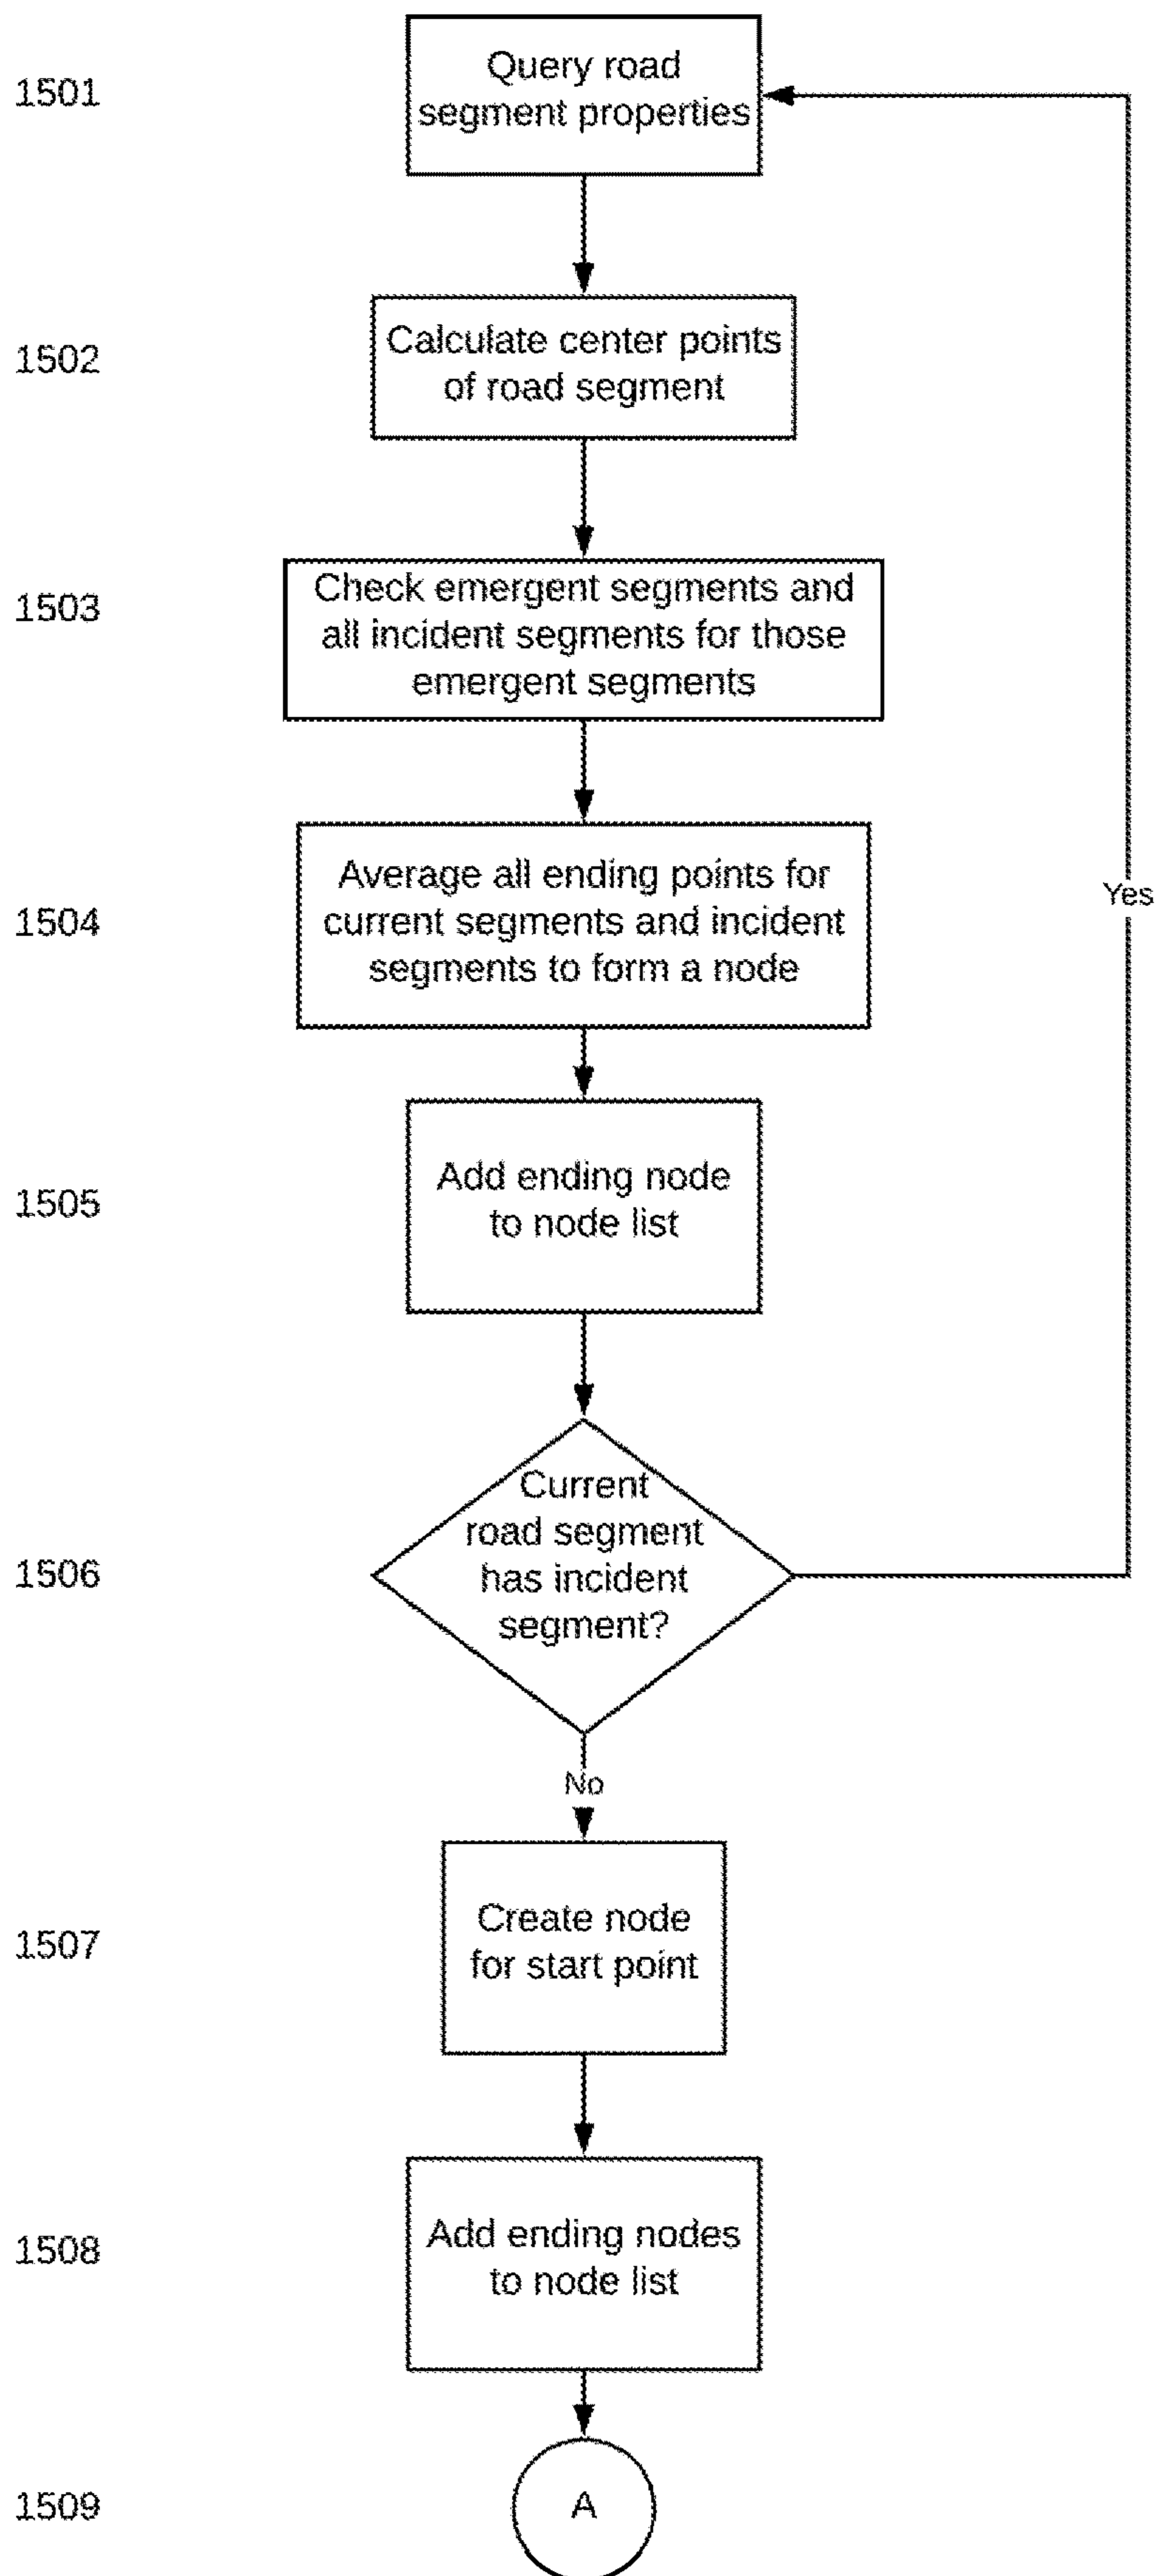 1501
Query road
segment properties
1502
Calculate center points
of road segment
1503
Check emergent segments and
all incident segments for those
emergent segments
1504
Average all ending points for
current segments and incident
segments to form a node
Yes
1505
Add ending node
to node list
1506
Current
road segment
has incident
segment?
No
1507
Create node
for start point
1508
Add ending nodes
to node list
1509
A